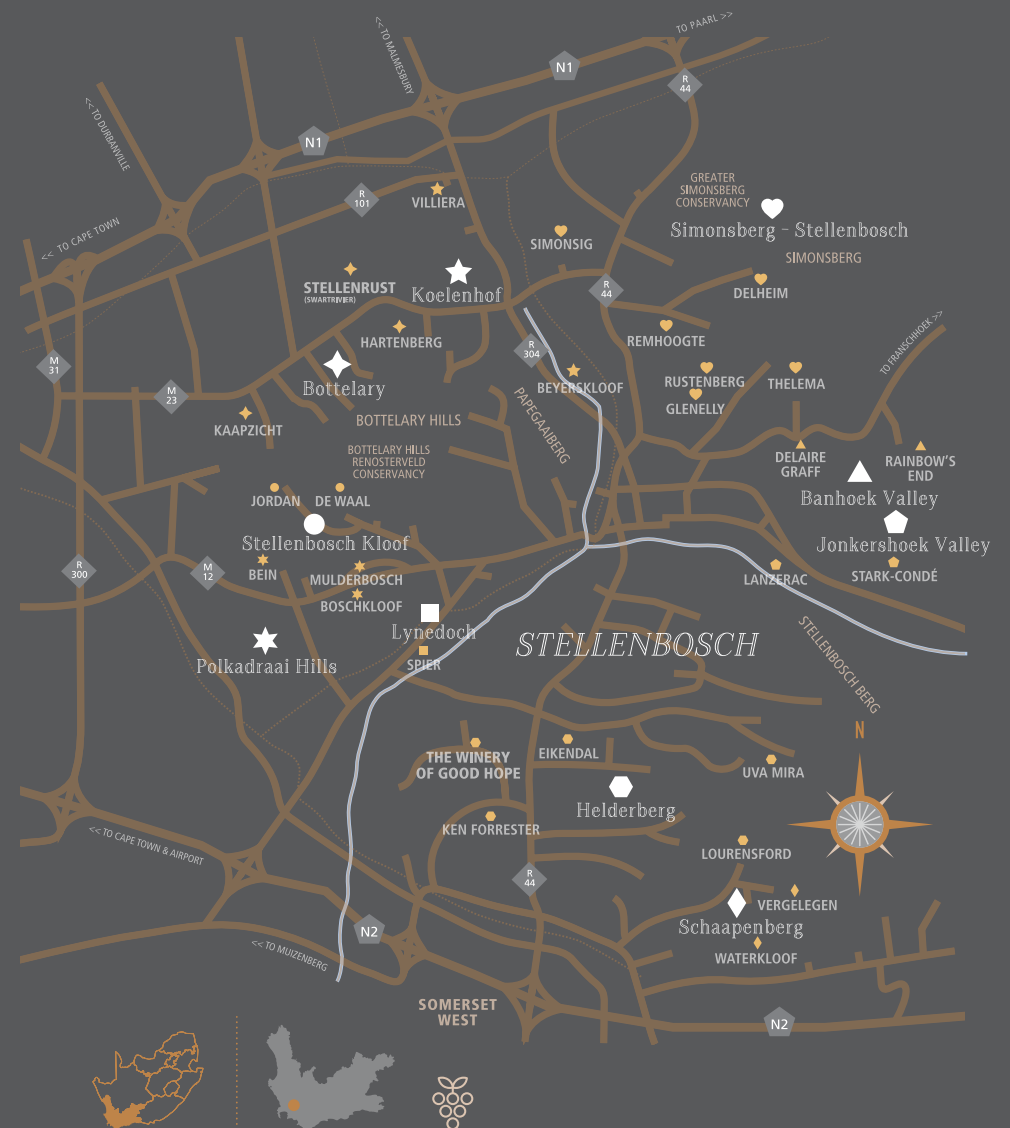 TO PAARL >>
<< TO MALMESBURY
N1
R
44
<< TO DURBANVILLE
N1
GREATER
SIMONSBERG
CONSERVANCY
R
101
VILLIERA
Simonsberg - Stellenbosch
<< TO CAPE TOWN
SIMONSIG
SIMONSBERG
STELLENRUST
(SWARTRIVIER)
Koelenhof
R
44
DELHEIM
HARTENBERG
REMHOOGTE
TO FRANSCHHOEK >>
R
304
M
31
Bottelary
M
23
BEYERSKLOOF
RUSTENBERG
THELEMA
GLENELLY
PAPEGAAIBERG
KAAPZICHT
BOTTELARY HILLS
BOTTELARY HILLS
RENOSTERVELD
CONSERVANCY
DELAIRE
GRAFF
RAINBOW'S
END
JORDAN
DE WAAL
Banhoek Valley
Stellenbosch Kloof
Jonkershoek Valley
R
300
M
12
BEIN
MULDERBOSCH
LANZERAC
STARK-CONDÉ
BOSCHKLOOF
Lynedoch
STELLENBOSCH
STELLENBOSCH BERG
Polkadraai Hills
SPIER
N
THE WINERY
OF GOOD HOPE
EIKENDAL
UVA MIRA
Helderberg
KEN FORRESTER
<< TO CAPE TOWN & AIRPORT
LOURENSFORD
R
44
VERGELEGEN
Schaapenberg
N2
<< TO MUIZENBERG
WATERKLOOF
SOMERSET
WEST
N2